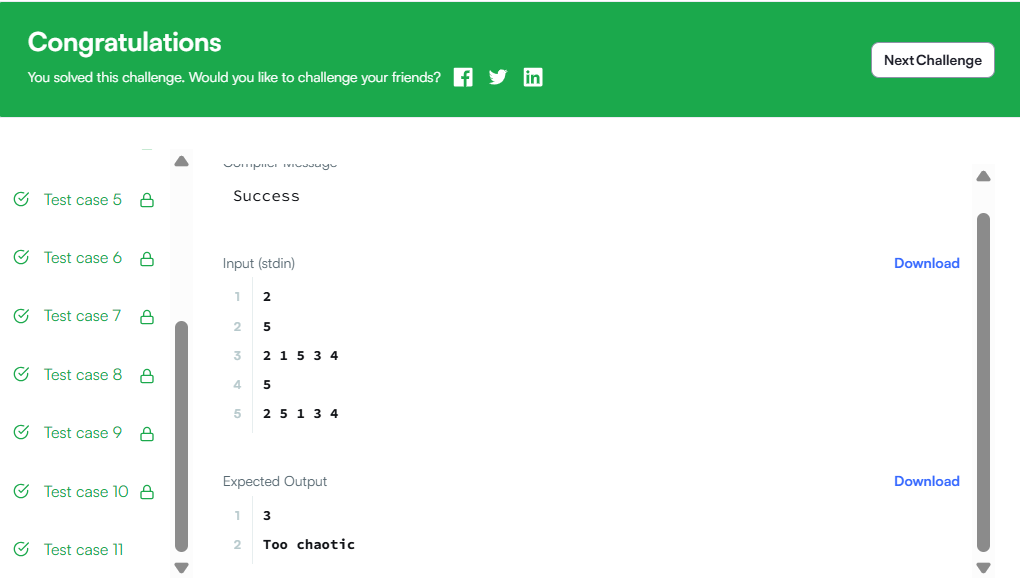 Congratulations
You solved this challenge. Would you like to challenge your friends?
Next Challenge
Test case 5
Test case 6
Test case 7
Test case 8
Test case 9
Test case 10
Test case 11
Compiler Message
Success
Input (stdin)
Download
1 2
2 5
3 2 1 5 3 4
4 5
5 2 5 1 3 4
Expected Output
Download
1 3
2 Too chaotic